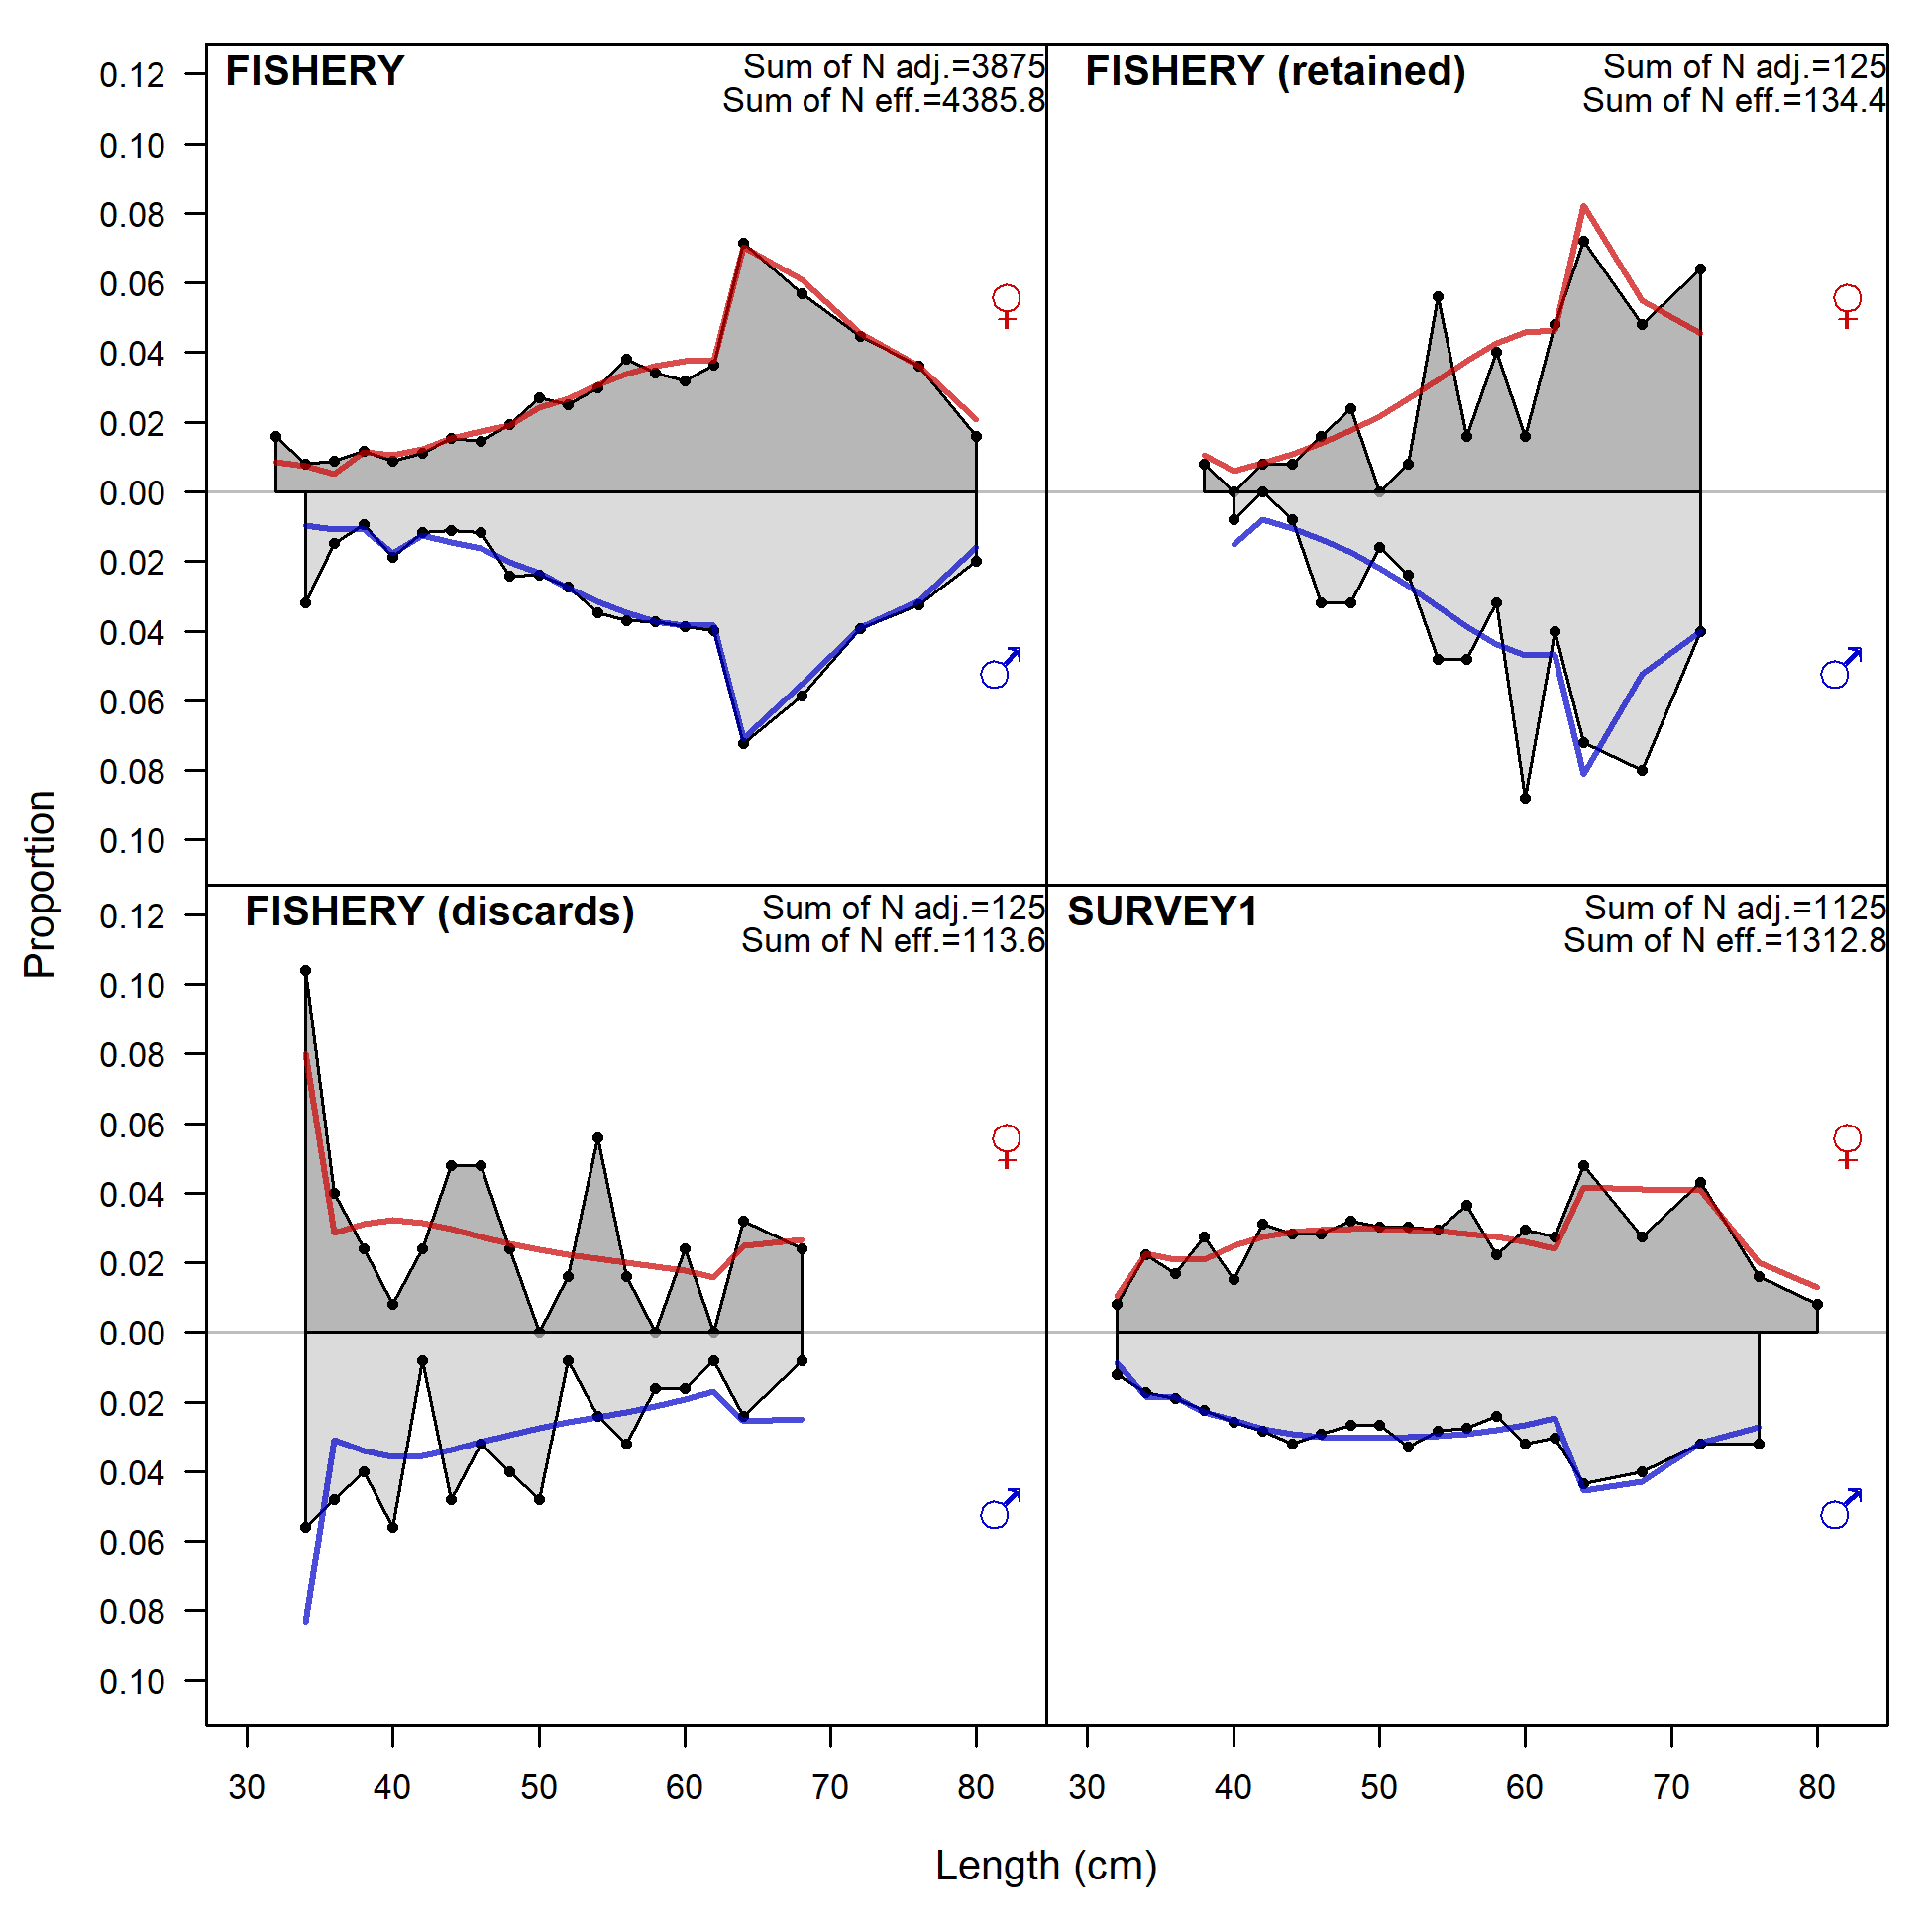 FISHERY
Sum of N adj.=3875
Sum of N eff.=4385.8
FISHERY (retained)
Sum of N adj.=125
Sum of N eff.=134.4
0.12
0.10
0.08
0.06
0.04
0.02
0.00
0.02
0.04
0.06
0.08
0.10
♀
♂
♀
♂
Proportion
FISHERY (discards)
Sum of N adj.=125
Sum of N eff.=113.6
SURVEY1
Sum of N adj.=1125
Sum of N eff.=1312.8
0.12
0.10
0.08
0.06
0.04
0.02
0.00
0.02
0.04
0.06
0.08
0.10
♀
♂
♀
♂
30 40 50 60 70 80 30 40 50 60 70 80
Length (cm)